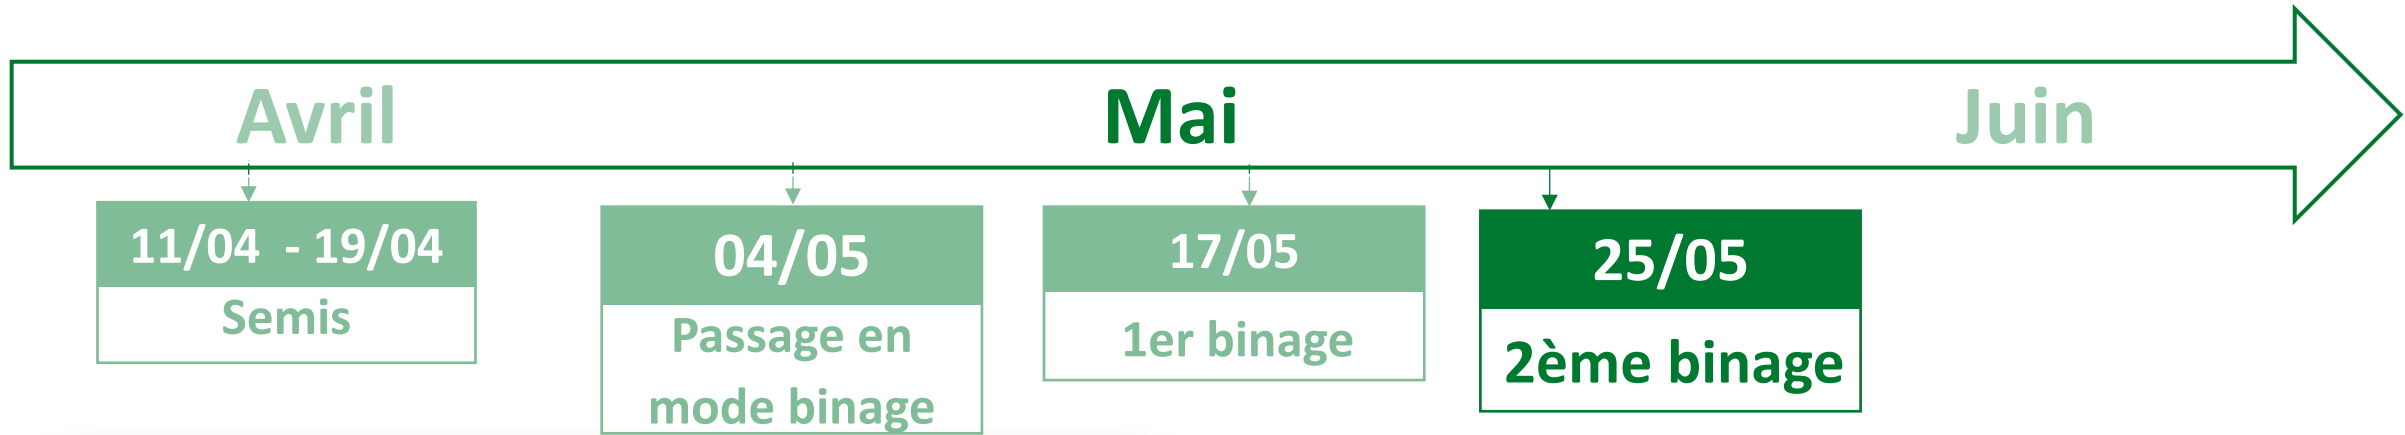 Avril
Mai
Juin
11/04 - 19/04
Semis
04/05
Passage en
mode binage
17/05
1er binage
25/05
2ème binage